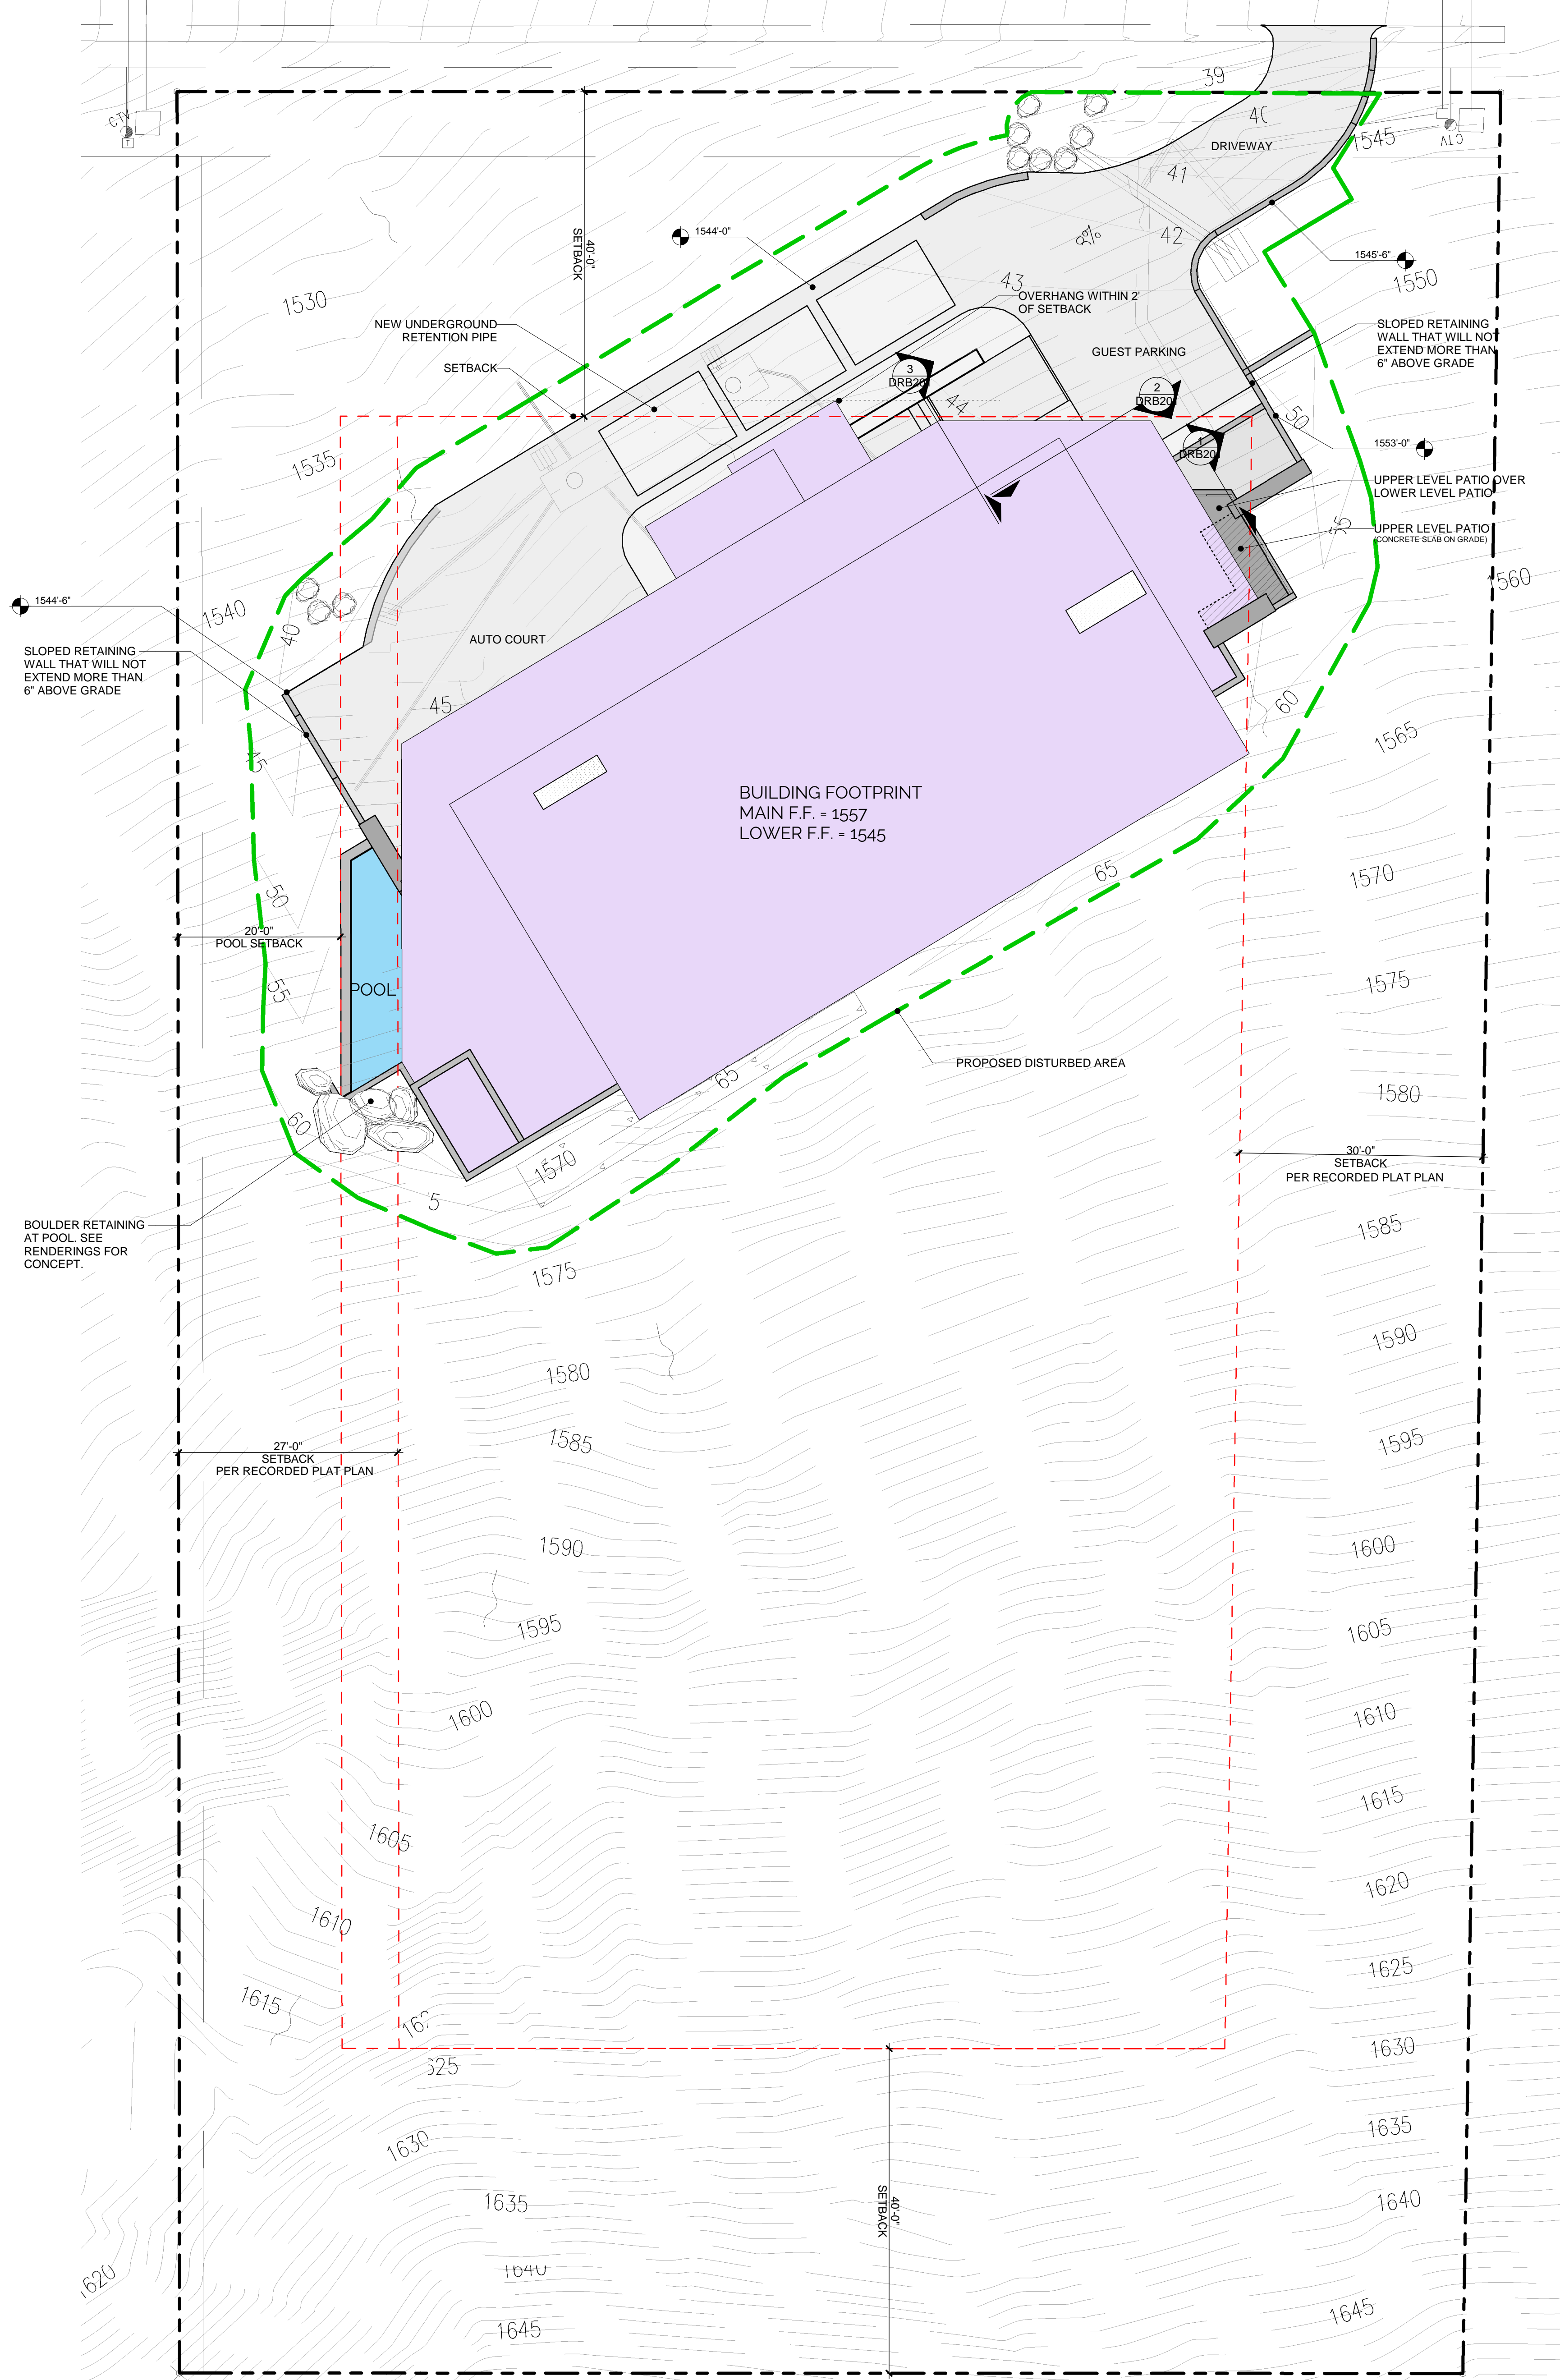 39
CTV
40
CTV
1545
DRIVEWAY
41
1544'-0"
42
8%
40'-0"
SETBACK
1545'-6"
1550
43
1530
OVERHANG WITHIN 2'
OF SETBACK
NEW UNDERGROUND
RETENTION PIPE
SLOPED RETAINING
WALL THAT WILL NOT
EXTEND MORE THAN
6" ABOVE GRADE
GUEST PARKING
SETBACK
3
DRB20
2
DRB20
44
50
1
DRB20
1553'-0"
1535
UPPER LEVEL PATIO OVER
LOWER LEVEL PATIO
UPPER LEVEL PATIO
(CONCRETE SLAB ON GRADE)
55
1560
1544'-6"
1540
40
AUTO COURT
SLOPED RETAINING
WALL THAT WILL NOT
EXTEND MORE THAN
6" ABOVE GRADE
45
60
1565
45
BUILDING FOOTPRINT
MAIN F.F. = 1557
LOWER F.F. = 1545
65
1570
50
20'-0"
POOL SETBACK
55
POOL
1575
PROPOSED DISTURBED AREA
65
1580
60
1570
30'-0"
SETBACK
PER RECORDED PLAT PLAN
5
BOULDER RETAINING
AT POOL. SEE
RENDERINGS FOR
CONCEPT.
1585
1575
1590
1580
1585
1595
27'-0"
SETBACK
PER RECORDED PLAT PLAN
1590
1600
1595
1605
1600
1610
1615
1605
1620
1610
1625
1615
162
1630
625
1635
1630
1635
1640
40'-0"
SETBACK
1640
1620
1645
1645